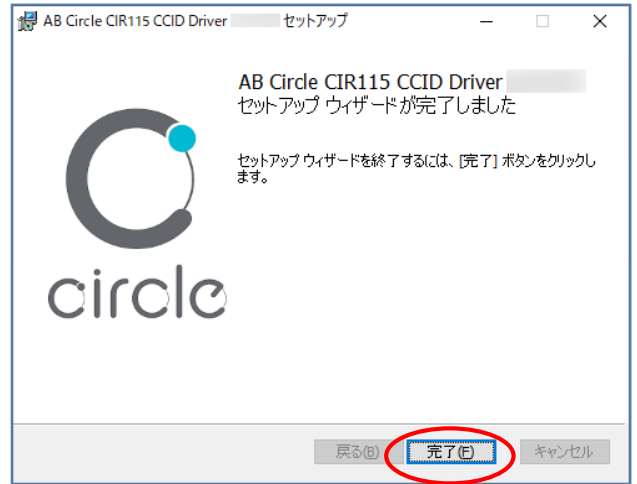 AB Circle CIR115 CCID Driver セットアップ
AB Circle CIR115 CCID Driver
セットアップ ウィザードが完了しました
セットアップ ウィザードを終了するには、[完了] ボタンをクリックし
ます。
circle
戻る(B) 完了(F) キャンセル